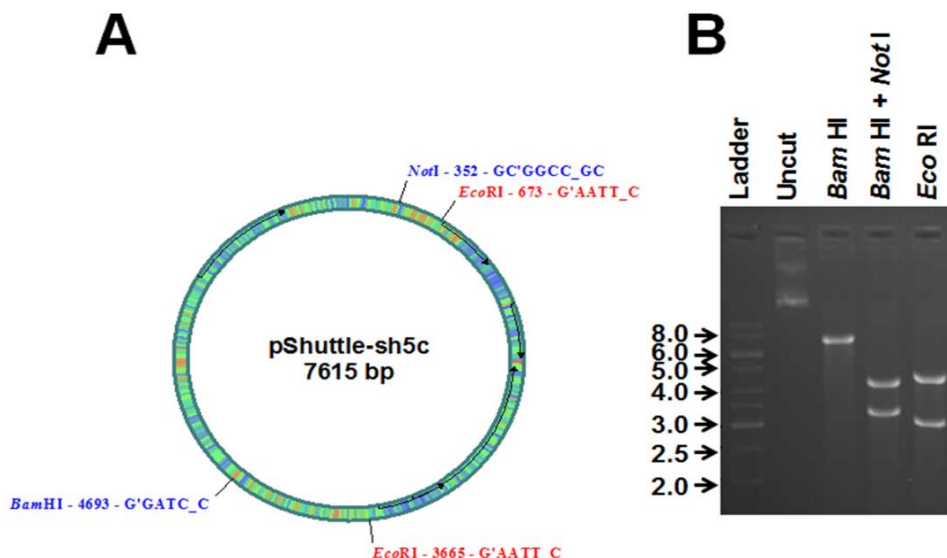 A
NotI - 352 - GC'GGCC_GC
EcoRI - 673 - G'AATT_C
pShuttle-sh5c
7615 bp
BamHI - 4693 - G'GATC_C
EcoRI - 3665 - G'AATT_C
B
Ladder
Uncut
Bam HI
Bam HI + Not I
Eco RI
8.0
6.0
5.0
4.0
3.0
2.5
2.0